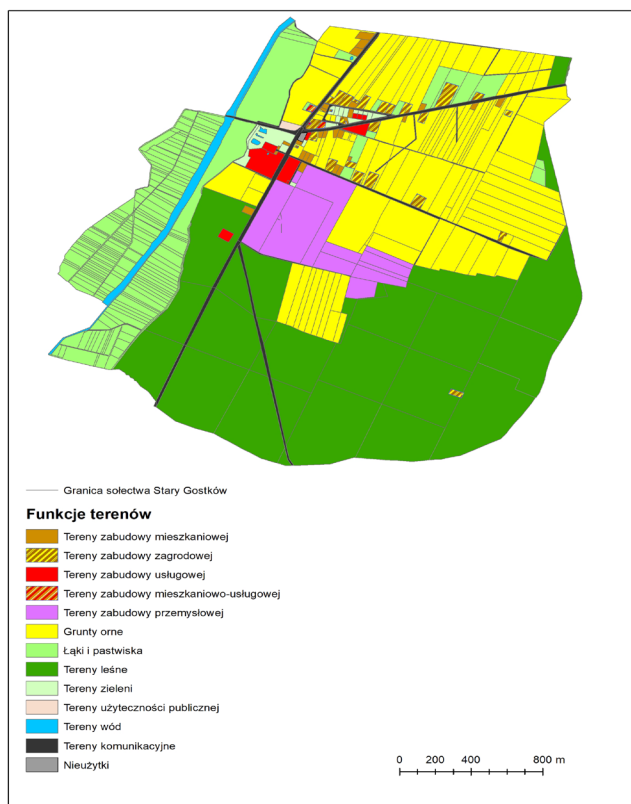 Granica sołectwa Stary Gostków
Funkcje terenów
Tereny zabudowy mieszkaniowej
Tereny zabudowy zagrodowej
Tereny zabudowy usługowej
Tereny zabudowy mieszkaniowo-usługowej
Tereny zabudowy przemysłowej
Grunty orne
Łąki i pastwiska
Tereny leśne
Tereny zieleni
Tereny użyteczności publicznej
Tereny wód
Tereny komunikacyjne
Nieużytki
0 200 400 800 m